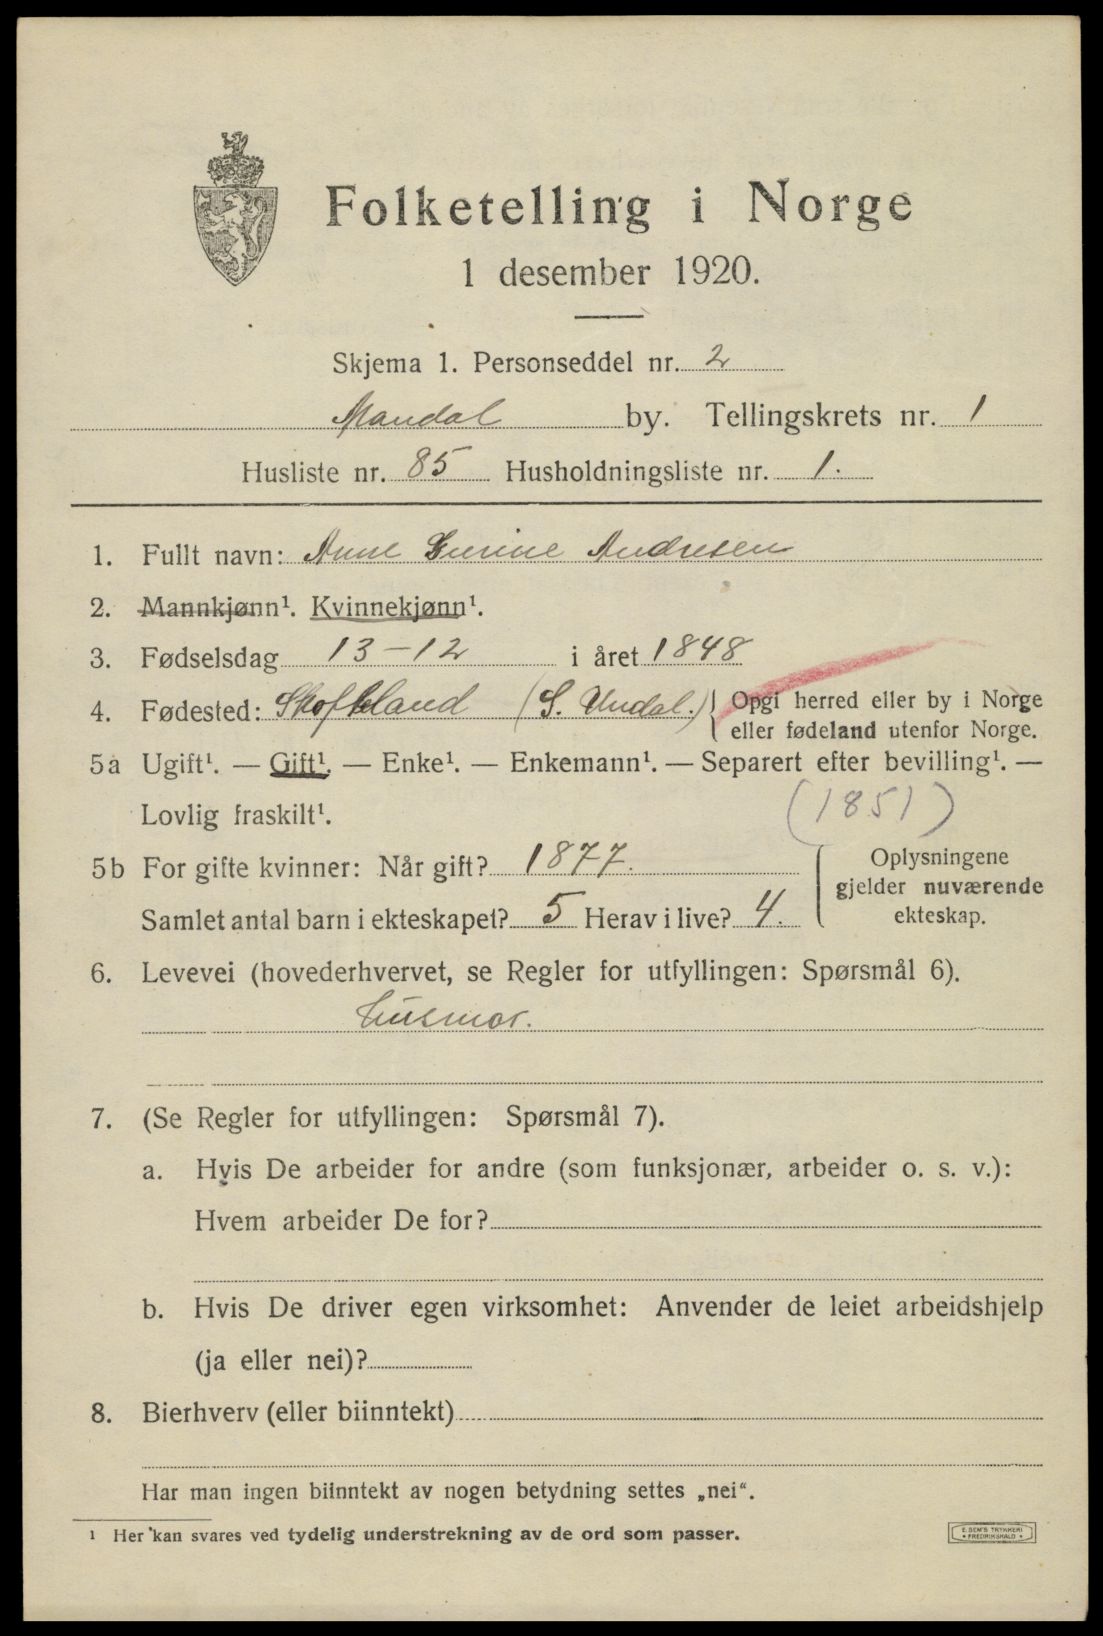 Folketelling i Norge
1 desember 1920.
Skjema 1. Personseddel nr. 2
Mandal by. Tellingskrets nr. 1
Husliste nr. 85 Husholdningsliste nr. 1.
1. Fullt navn: Anne Gurine Andresen
2. Mannkjønn¹. Kvinnekjønn¹.
3. Fødselsdag 13-12 i året 1848
4. Fødested: (S. Undal.) Opgi herred eller by i Norge
eller fødeland utenfor Norge.
5a Ugift¹. — Gift¹. — Enke¹. — Enkemann¹. — Separert efter bevilling¹. —
Lovlig fraskilt¹. (1851)
5b For gifte kvinner: Når gift? 1877. Oplysningene
gjelder nuværende
Samlet antal barn i ekteskapet? 5 Herav i live? 4. ekteskap.
6. Levevei (hovederhvervet, se Regler for utfyllingen: Spørsmål 6).
Husmor.
7. (Se Regler for utfyllingen: Spørsmål 7).
a. Hvis De arbeider for andre (som funksjonær, arbeider o. s. v.):
Hvem arbeider De for?
b. Hvis De driver egen virksomhet: Anvender de leiet arbeidshjelp
(ja eller nei)?
8. Bierhverv (eller biinntekt)
Har man ingen biinntekt av nogen betydning settes „nei“.
¹ Her kan svares ved tydelig understrekning av de ord som passer.
E. SEM'S TRYKKERI
FREDRIKSHALD